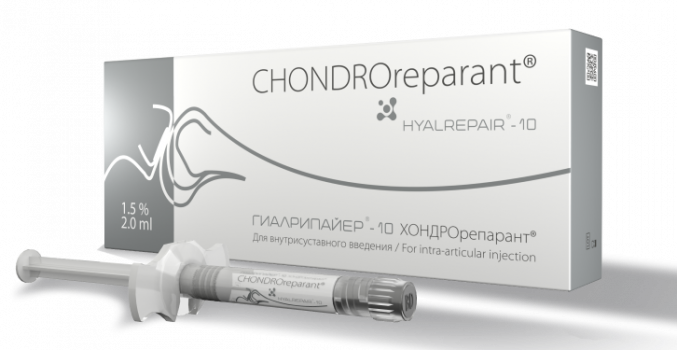 CHONDROreparant®
HYALREPAIR®-10
1.5 %
2.0 ml
ГИАЛРИПАЙЕР®-10 ХОНДРОрепарант®
Для внутрисуставного введения / For intra-articular injection
CHONDROreparant®